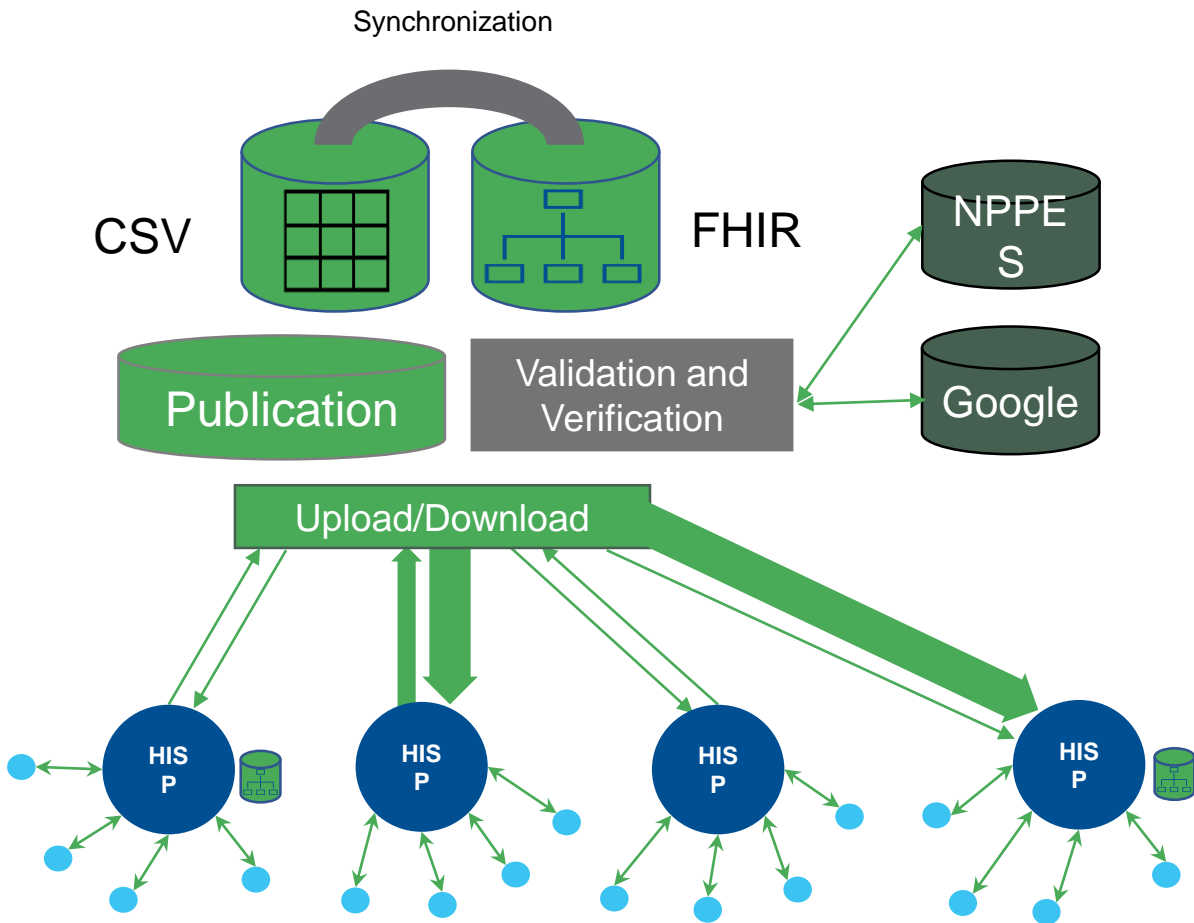 Synchronization
CSV
FHIR
NPPE
S
Publication
Validation and
Verification
Google
Upload/Download
HIS
P
HIS
P
HIS
P
HIS
P